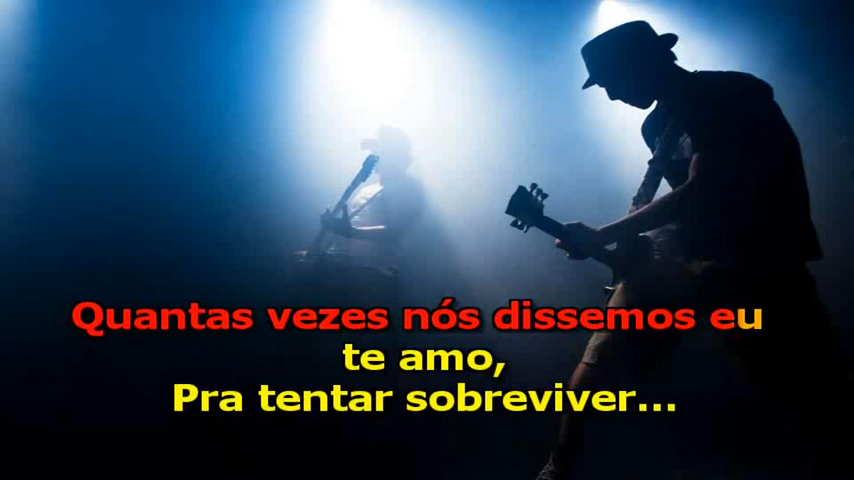 Quantas vezes nós dissemos eu
te amo,
Pra tentar sobreviver...